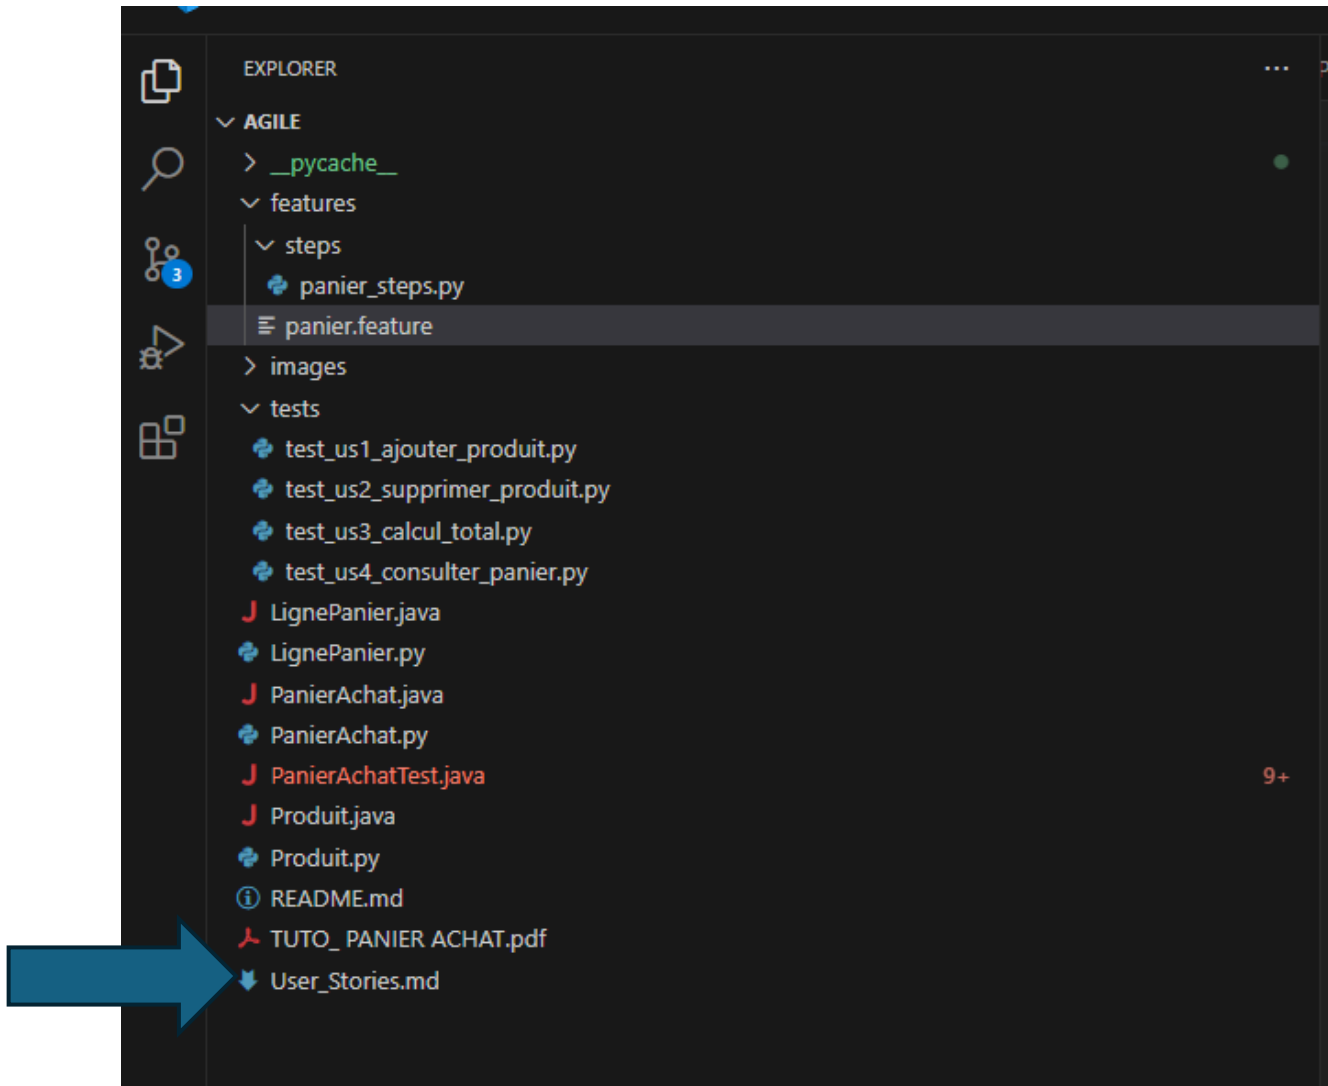 EXPLORER
AGILE
__pycache__
features
steps
3
panier_steps.py
panier.feature
images
tests
test_us1_ajouter_produit.py
test_us2_supprimer_produit.py
test_us3_calcul_total.py
test_us4_consulter_panier.py
LignePanier.java
LignePanier.py
PanierAchat.java
PanierAchat.py
PanierAchatTest.java 9+
Produit.java
Produit.py
README.md
TUTO_ PANIER ACHAT.pdf
User_Stories.md